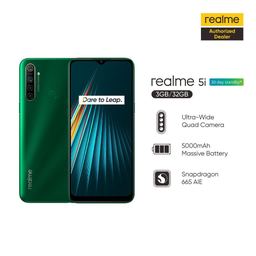 realme
Authorized
Dealer
realme 5i
30 day standby*
3GB/32GB
Dare to Leap.
Ultra-Wide
Quad Camera
5000mAh
Massive Battery
Snapdragon
665 AIE
realme